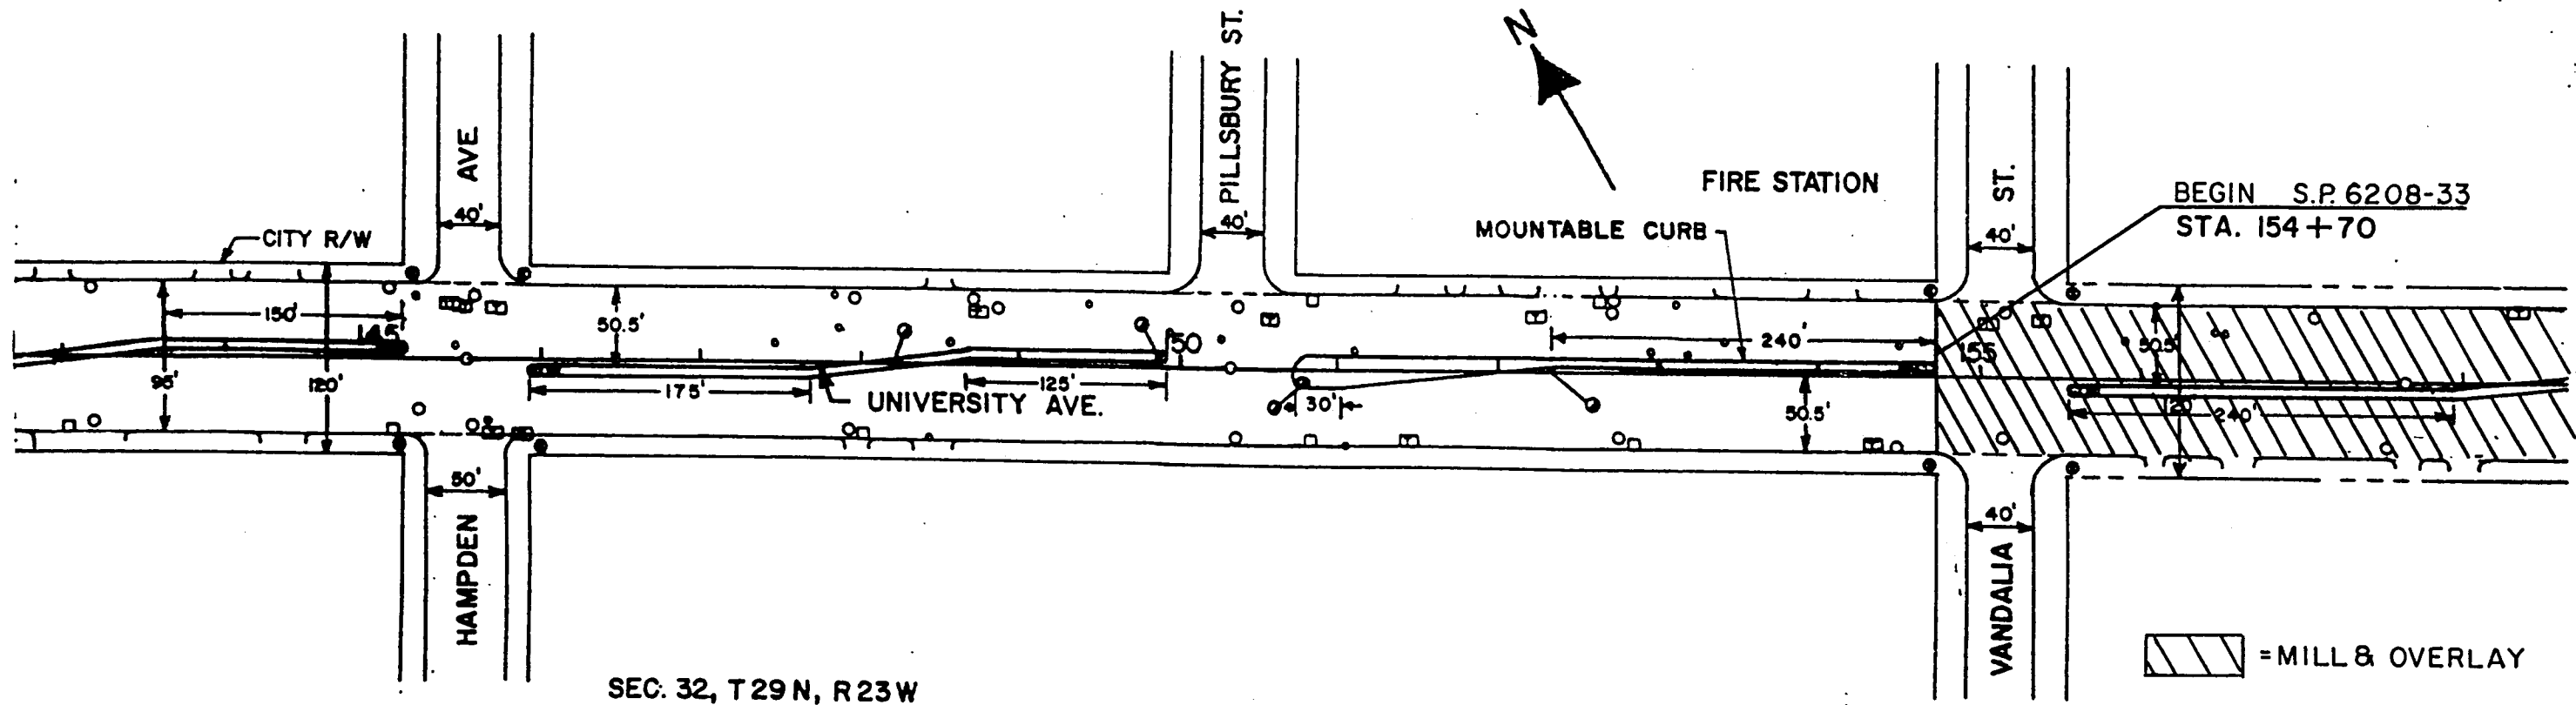 N
PILLSBURY ST.
AVE.
ST.
FIRE STATION
BEGIN S.P. 6208-33
STA. 154+70
CITY R/W
MOUNTABLE CURB
40'
40'
40'
150'
145
50.5'
150
240'
155
50.5'
95'
120'
175'
125'
UNIVERSITY AVE.
30'
50.5'
120'
240'
50'
40'
HAMPDEN
VANDALIA
=MILL & OVERLAY
SEC. 32, T29N, R23W